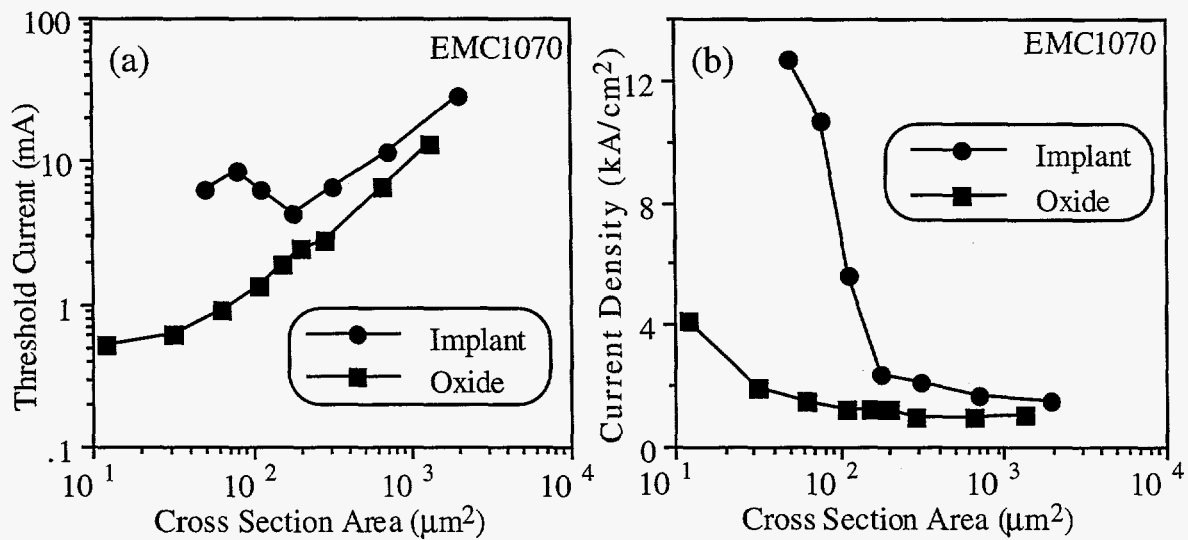 (a)
EMC1070
Threshold Current (mA)
100
10
1
.1
Implant
Oxide
10 1
10 2
10 3
10 4
Cross Section Area (μm2)
(b)
EMC1070
Current Density (kA/cm2)
12
8
4
0
Implant
Oxide
10 1
10 2
10 3
10 4
Cross Section Area (μm2)